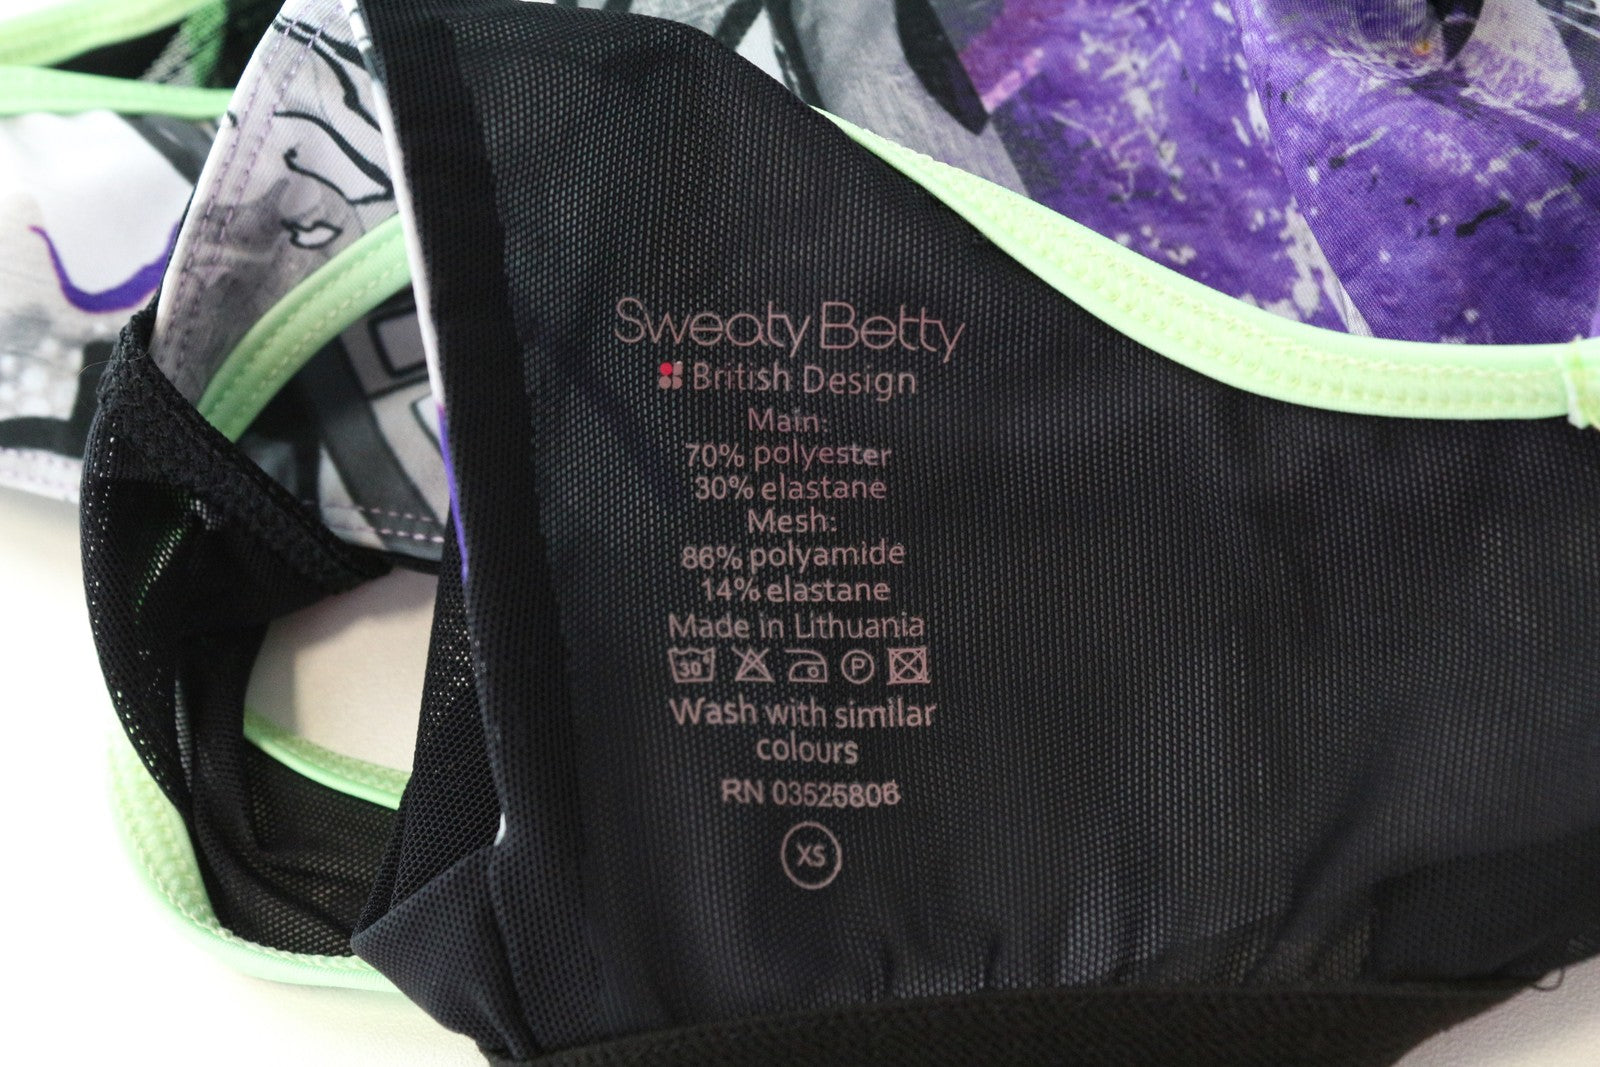 Sweaty Betty
British Design
Main:
70% polyester
30% elastane
Mesh:
86% polyamide
14% elastane
Made in Lithuania
30° P
Wash with similar
colours
RN 03525806
XS